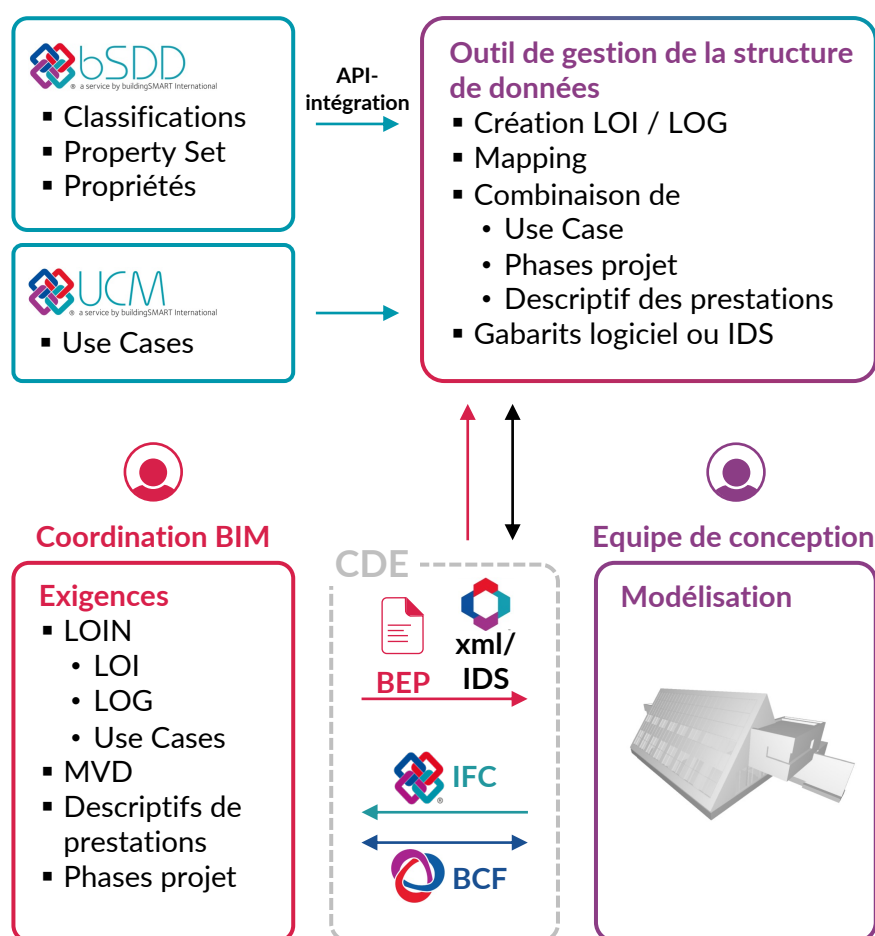 bSDD
® a service by buildingSMART International
▪ Classifications
▪ Property Set
▪ Propriétés
API-
intégration
Outil de gestion de la structure
de données
▪ Création LOI / LOG
▪ Mapping
▪ Combinaison de
• Use Case
• Phases projet
• Descriptif des prestations
▪ Gabarits logiciel ou IDS
UCM
® a service by buildingSMART International
▪ Use Cases
Coordination BIM
Exigences
▪ LOIN
• LOI
• LOG
• Use Cases
▪ MVD
▪ Descriptifs de
prestations
▪ Phases projet
CDE
BEP
xml/
IDS
IFC
®
BCF
Equipe de conception
Modélisation